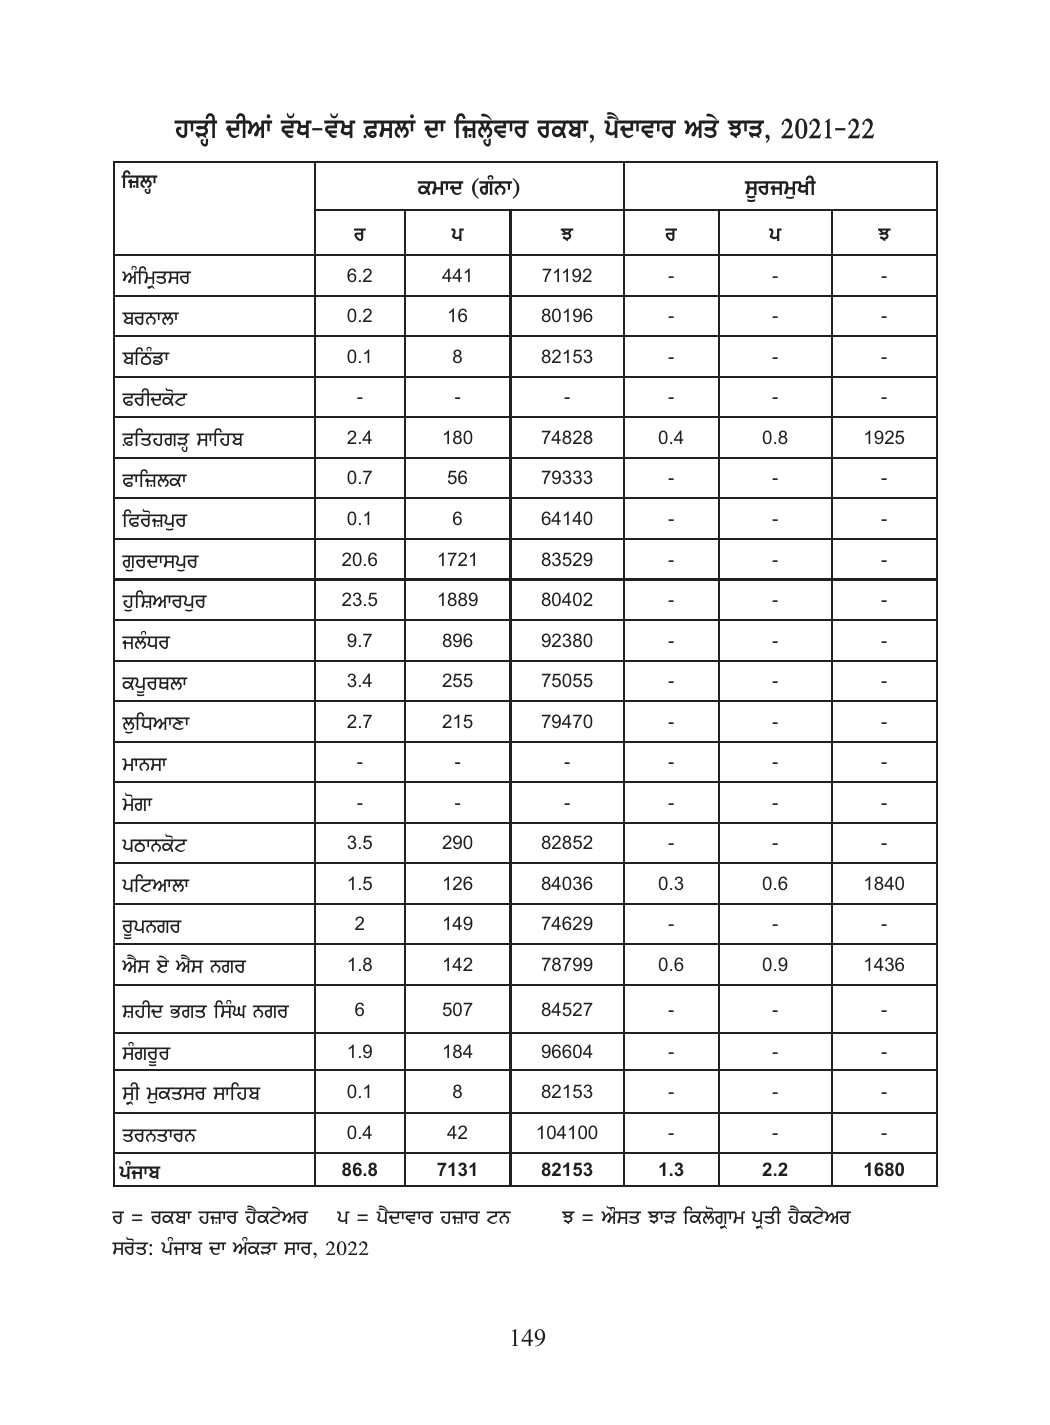 ਹਾੜ੍ਹੀ ਦੀਆਂ ਵੱਖ-ਵੱਖ ਫ਼ਸਲਾਂ ਦਾ ਜ਼ਿਲ੍ਹੇਵਾਰ ਰਕਬਾ, ਪੈਦਾਵਾਰ ਅਤੇ ਝਾੜ, 2021-22
ਜ਼ਿਲ੍ਹਾ ਕਮਾਦ (ਗੰਨਾ) ਸੂਰਜਮੁਖੀ
ਰ ਪ ਝ ਰ ਪ ਝ
ਅੰਮ੍ਰਿਤਸਰ 6.2 441 71192 - - -
ਬਰਨਾਲਾ 0.2 16 80196 - - -
ਬਠਿੰਡਾ 0.1 8 82153 - - -
ਫਰੀਦਕੋਟ - - - - - -
ਫ਼ਤਿਹਗੜ੍ਹ ਸਾਹਿਬ 2.4 180 74828 0.4 0.8 1925
ਫਾਜ਼ਿਲਕਾ 0.7 56 79333 - - -
ਫਿਰੋਜ਼ਪੁਰ 0.1 6 64140 - - -
ਗੁਰਦਾਸਪੁਰ 20.6 1721 83529 - - -
ਹੁਸ਼ਿਆਰਪੁਰ 23.5 1889 80402 - - -
ਜਲੰਧਰ 9.7 896 92380 - - -
ਕਪੂਰਥਲਾ 3.4 255 75055 - - -
ਲੁਧਿਆਣਾ 2.7 215 79470 - - -
ਮਾਨਸਾ - - - - - -
ਮੋਗਾ - - - - - -
ਪਠਾਨਕੋਟ 3.5 290 82852 - - -
ਪਟਿਆਲਾ 1.5 126 84036 0.3 0.6 1840
ਰੂਪਨਗਰ 2 149 74629 - - -
ਐਸ ਏ ਐਸ ਨਗਰ 1.8 142 78799 0.6 0.9 1436
ਸ਼ਹੀਦ ਭਗਤ ਸਿੰਘ ਨਗਰ 6 507 84527 - - -
ਸੰਗਰੂਰ 1.9 184 96604 - - -
ਸ੍ਰੀ ਮੁਕਤਸਰ ਸਾਹਿਬ 0.1 8 82153 - - -
ਤਰਨਤਾਰਨ 0.4 42 104100 - - -
ਪੰਜਾਬ 86.8 7131 82153 1.3 2.2 1680
ਰ = ਰਕਬਾ ਹਜ਼ਾਰ ਹੈਕਟੇਅਰ ਪ = ਪੈਦਾਵਾਰ ਹਜ਼ਾਰ ਟਨ ਝ = ਔਸਤ ਝਾੜ ਕਿਲੋਗ੍ਰਾਮ ਪ੍ਰਤੀ ਹੈਕਟੇਅਰ
ਸਰੋਤ: ਪੰਜਾਬ ਦਾ ਅੰਕੜਾ ਸਾਰ, 2022
149